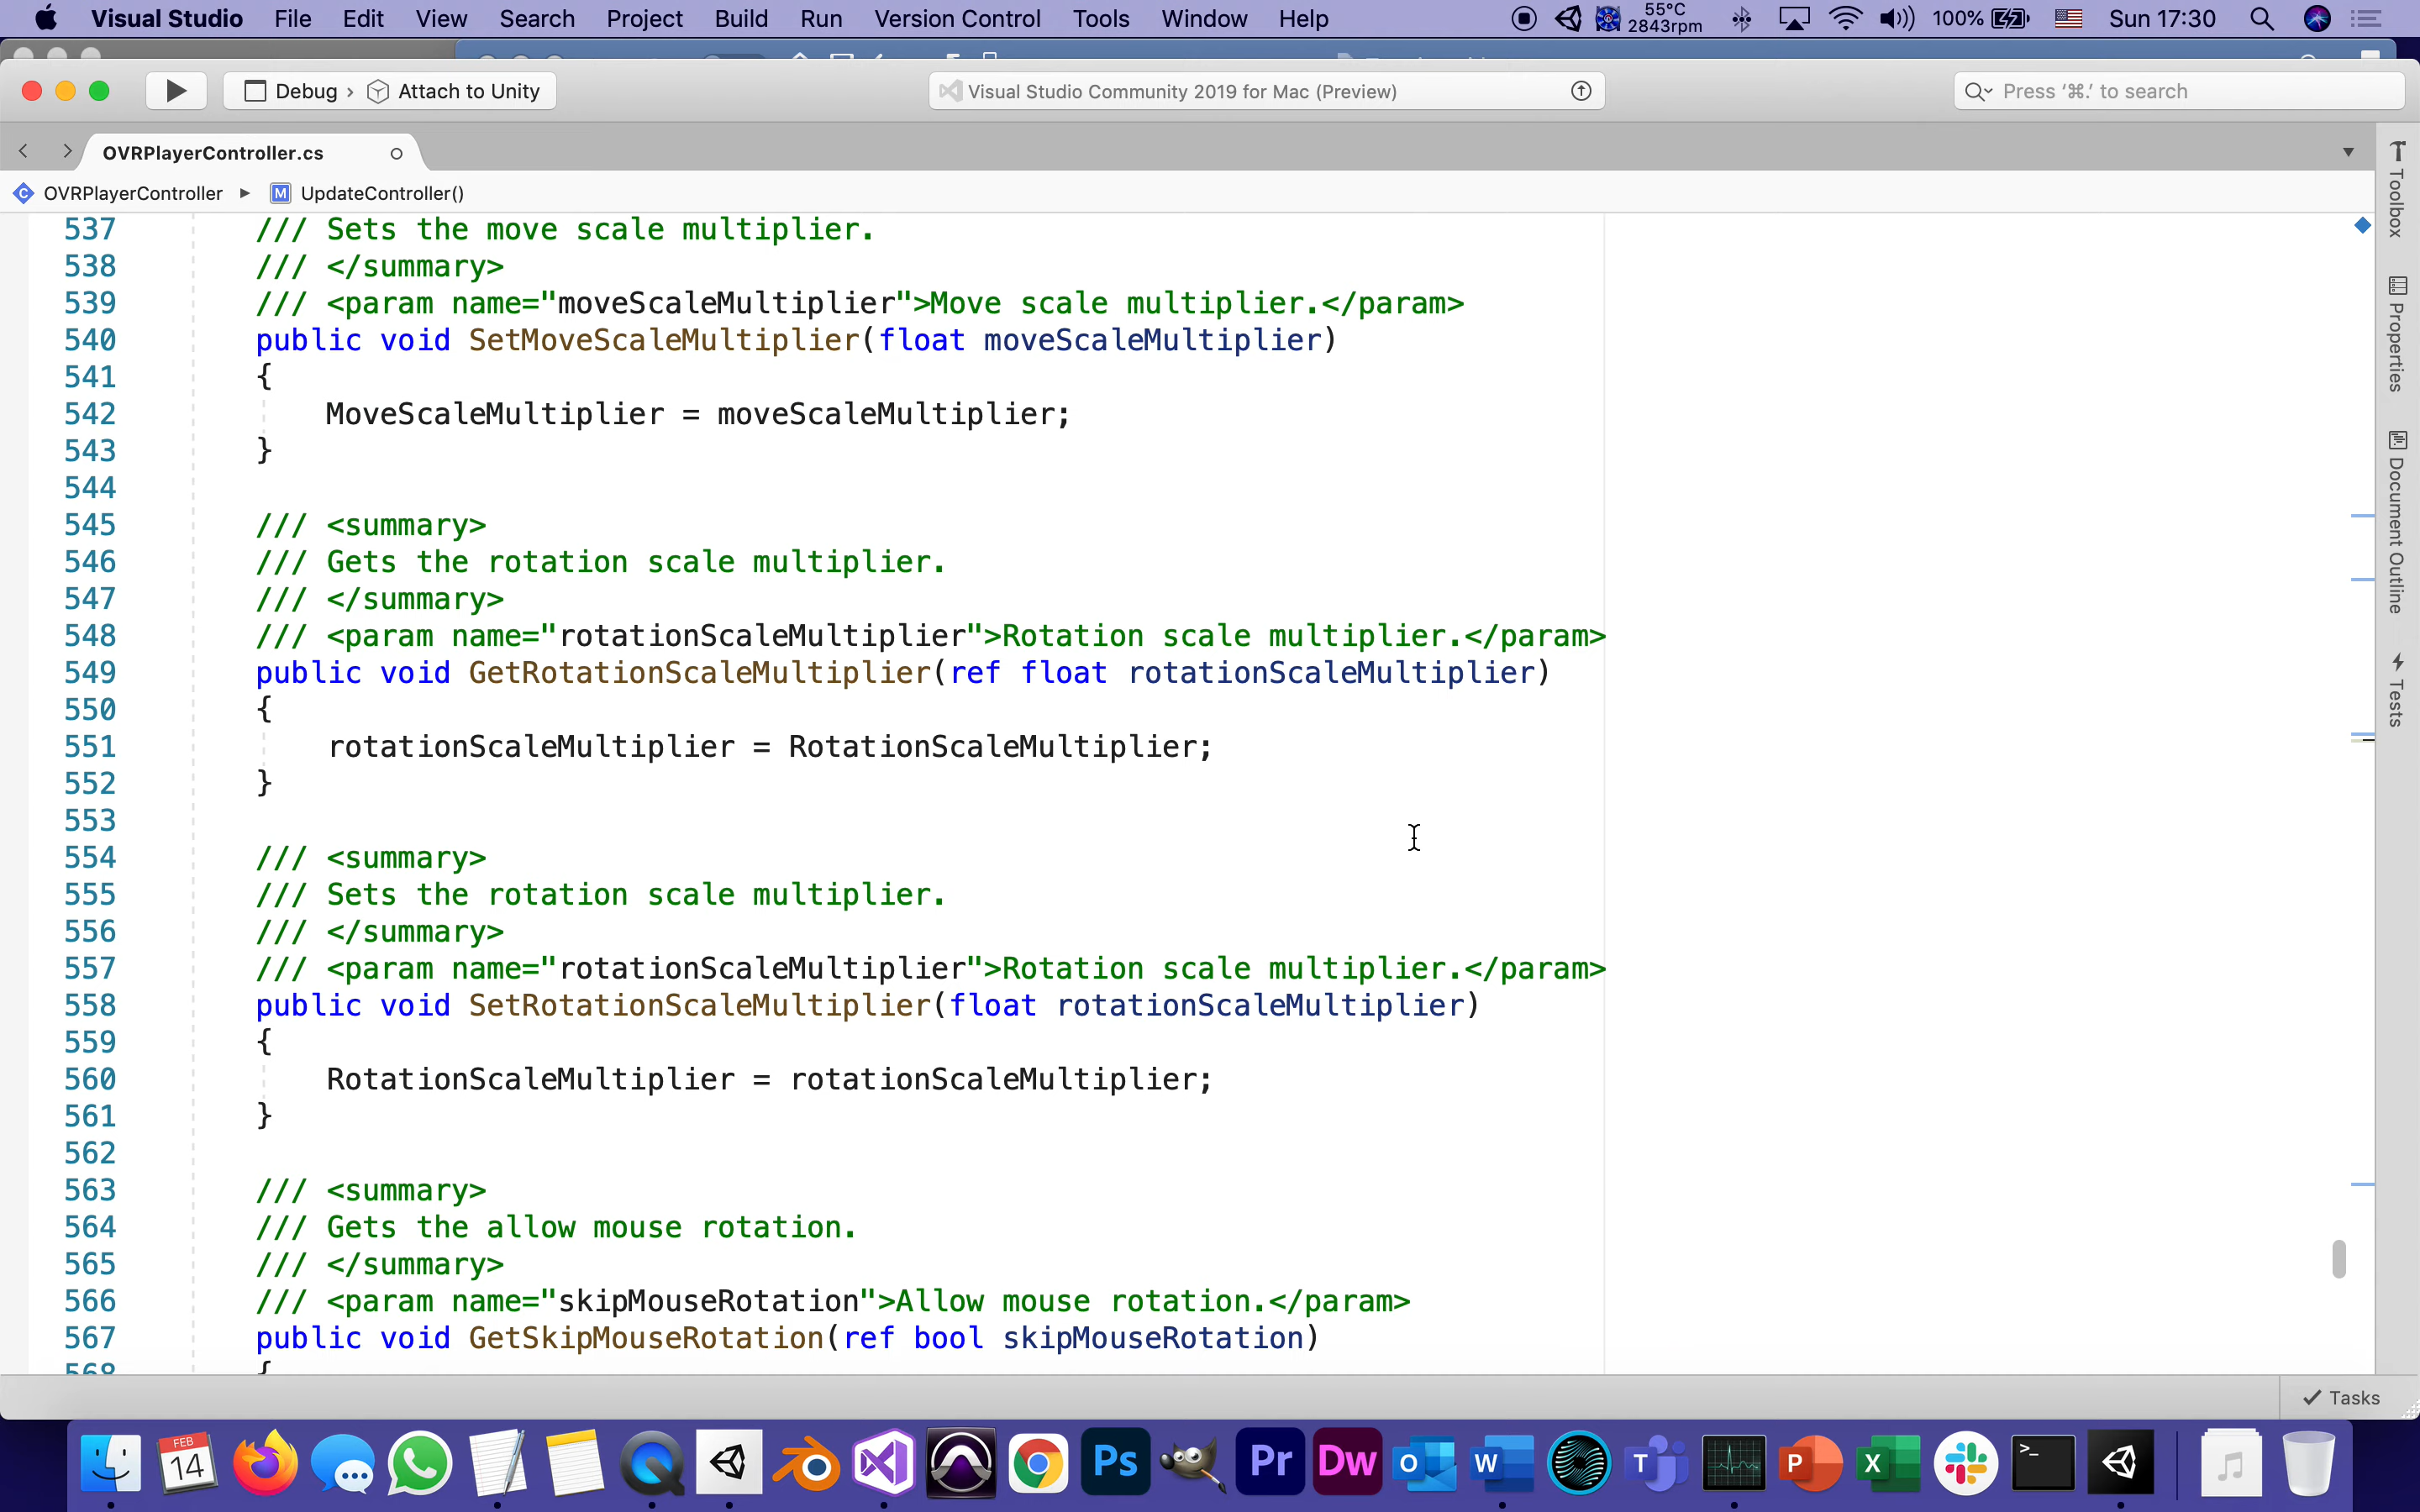 Visual Studio File Edit View Search Project Build Run Version Control Tools Window Help 55°C 2843rpm 100% Sun 17:30
Debug › Attach to Unity Visual Studio Community 2019 for Mac (Preview) Press ‘⌘.’ to search
OVRPlayerController.cs
OVRPlayerController ▸ M UpdateController()
537 /// Sets the move scale multiplier.
538 /// </summary>
539 /// <param name="moveScaleMultiplier">Move scale multiplier.</param>
540 public void SetMoveScaleMultiplier(float moveScaleMultiplier)
541 {
542 MoveScaleMultiplier = moveScaleMultiplier;
543 }
544
545 /// <summary>
546 /// Gets the rotation scale multiplier.
547 /// </summary>
548 /// <param name="rotationScaleMultiplier">Rotation scale multiplier.</param>
549 public void GetRotationScaleMultiplier(ref float rotationScaleMultiplier)
550 {
551 rotationScaleMultiplier = RotationScaleMultiplier;
552 }
553
554 /// <summary>
555 /// Sets the rotation scale multiplier.
556 /// </summary>
557 /// <param name="rotationScaleMultiplier">Rotation scale multiplier.</param>
558 public void SetRotationScaleMultiplier(float rotationScaleMultiplier)
559 {
560 RotationScaleMultiplier = rotationScaleMultiplier;
561 }
562
563 /// <summary>
564 /// Gets the allow mouse rotation.
565 /// </summary>
566 /// <param name="skipMouseRotation">Allow mouse rotation.</param>
567 public void GetSkipMouseRotation(ref bool skipMouseRotation)
568 {
Toolbox
Properties
Document Outline
Tests
Tasks
FEB
14
Ps
Pr
Dw
O
W
T
P
X
>_